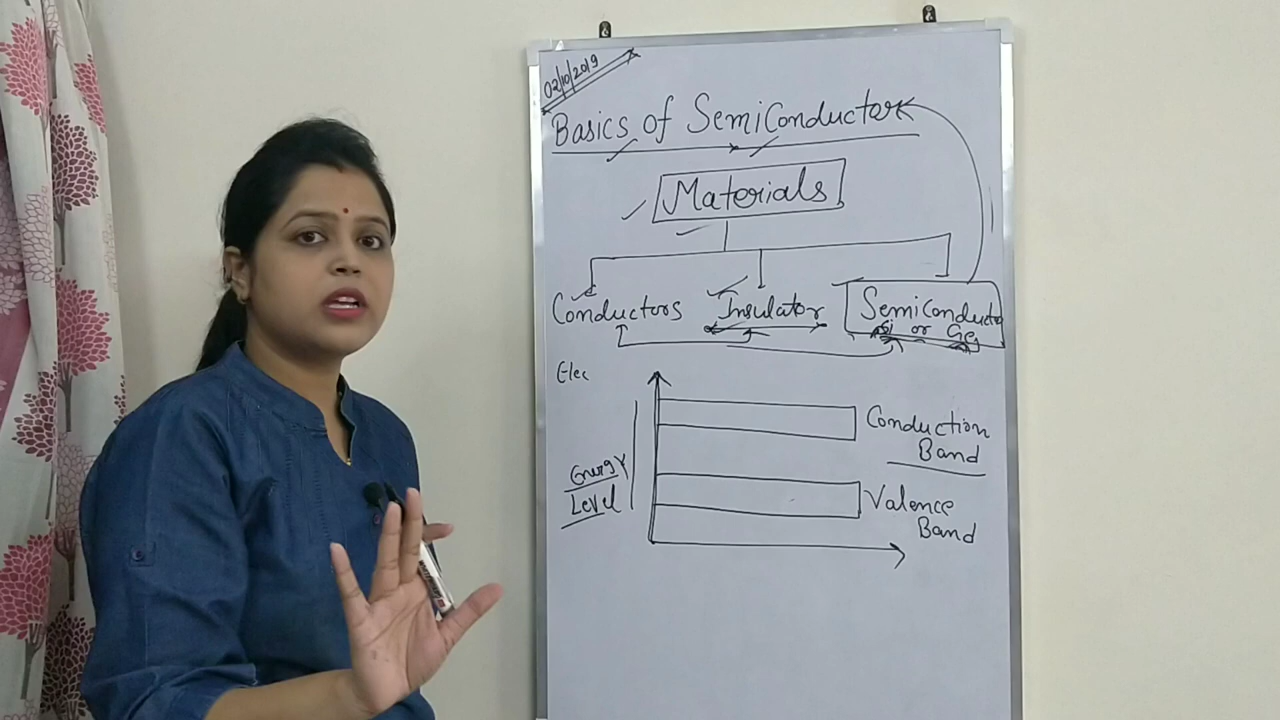 02/10/2019
Basics of SemiConductor
Materials
Conductors Insulator SemiConducto
Si or Ge
Elec
Conduction
Band
Energy
Level
Valence
Band